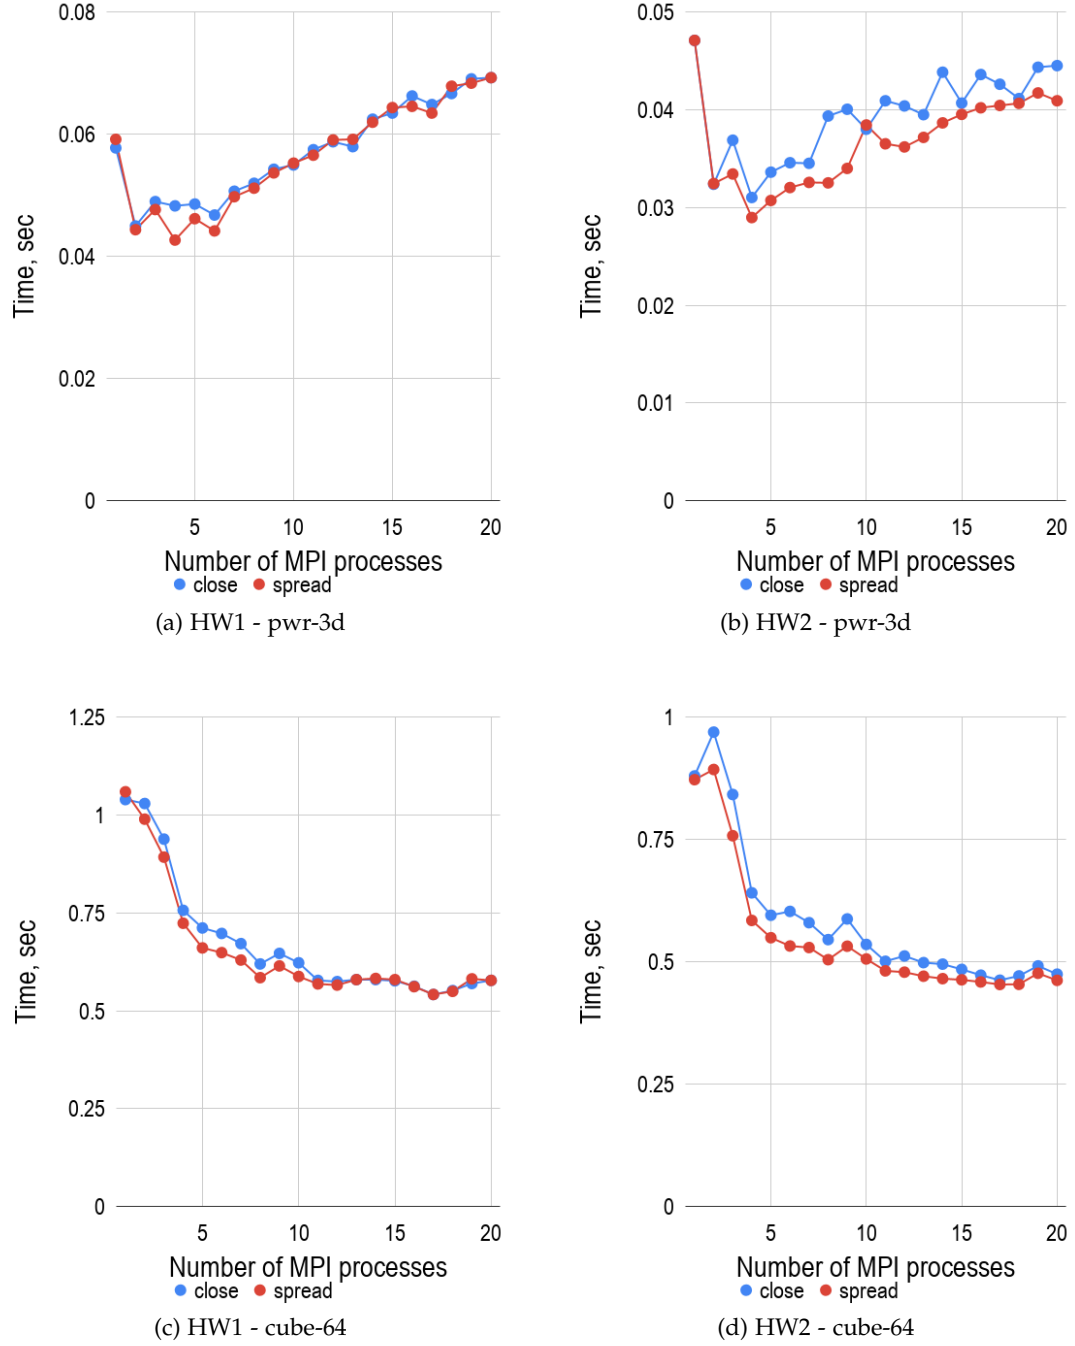 0.08
0.06
0.04
0.02
0
Time, sec
5 10 15 20
Number of MPI processes
close spread
(a) HW1 - pwr-3d
0.05
0.04
0.03
0.02
0.01
0
Time, sec
5 10 15 20
Number of MPI processes
close spread
(b) HW2 - pwr-3d
1.25
1
0.75
0.5
0.25
0
Time, sec
5 10 15 20
Number of MPI processes
close spread
(c) HW1 - cube-64
1
0.75
0.5
0.25
0
Time, sec
5 10 15 20
Number of MPI processes
close spread
(d) HW2 - cube-64